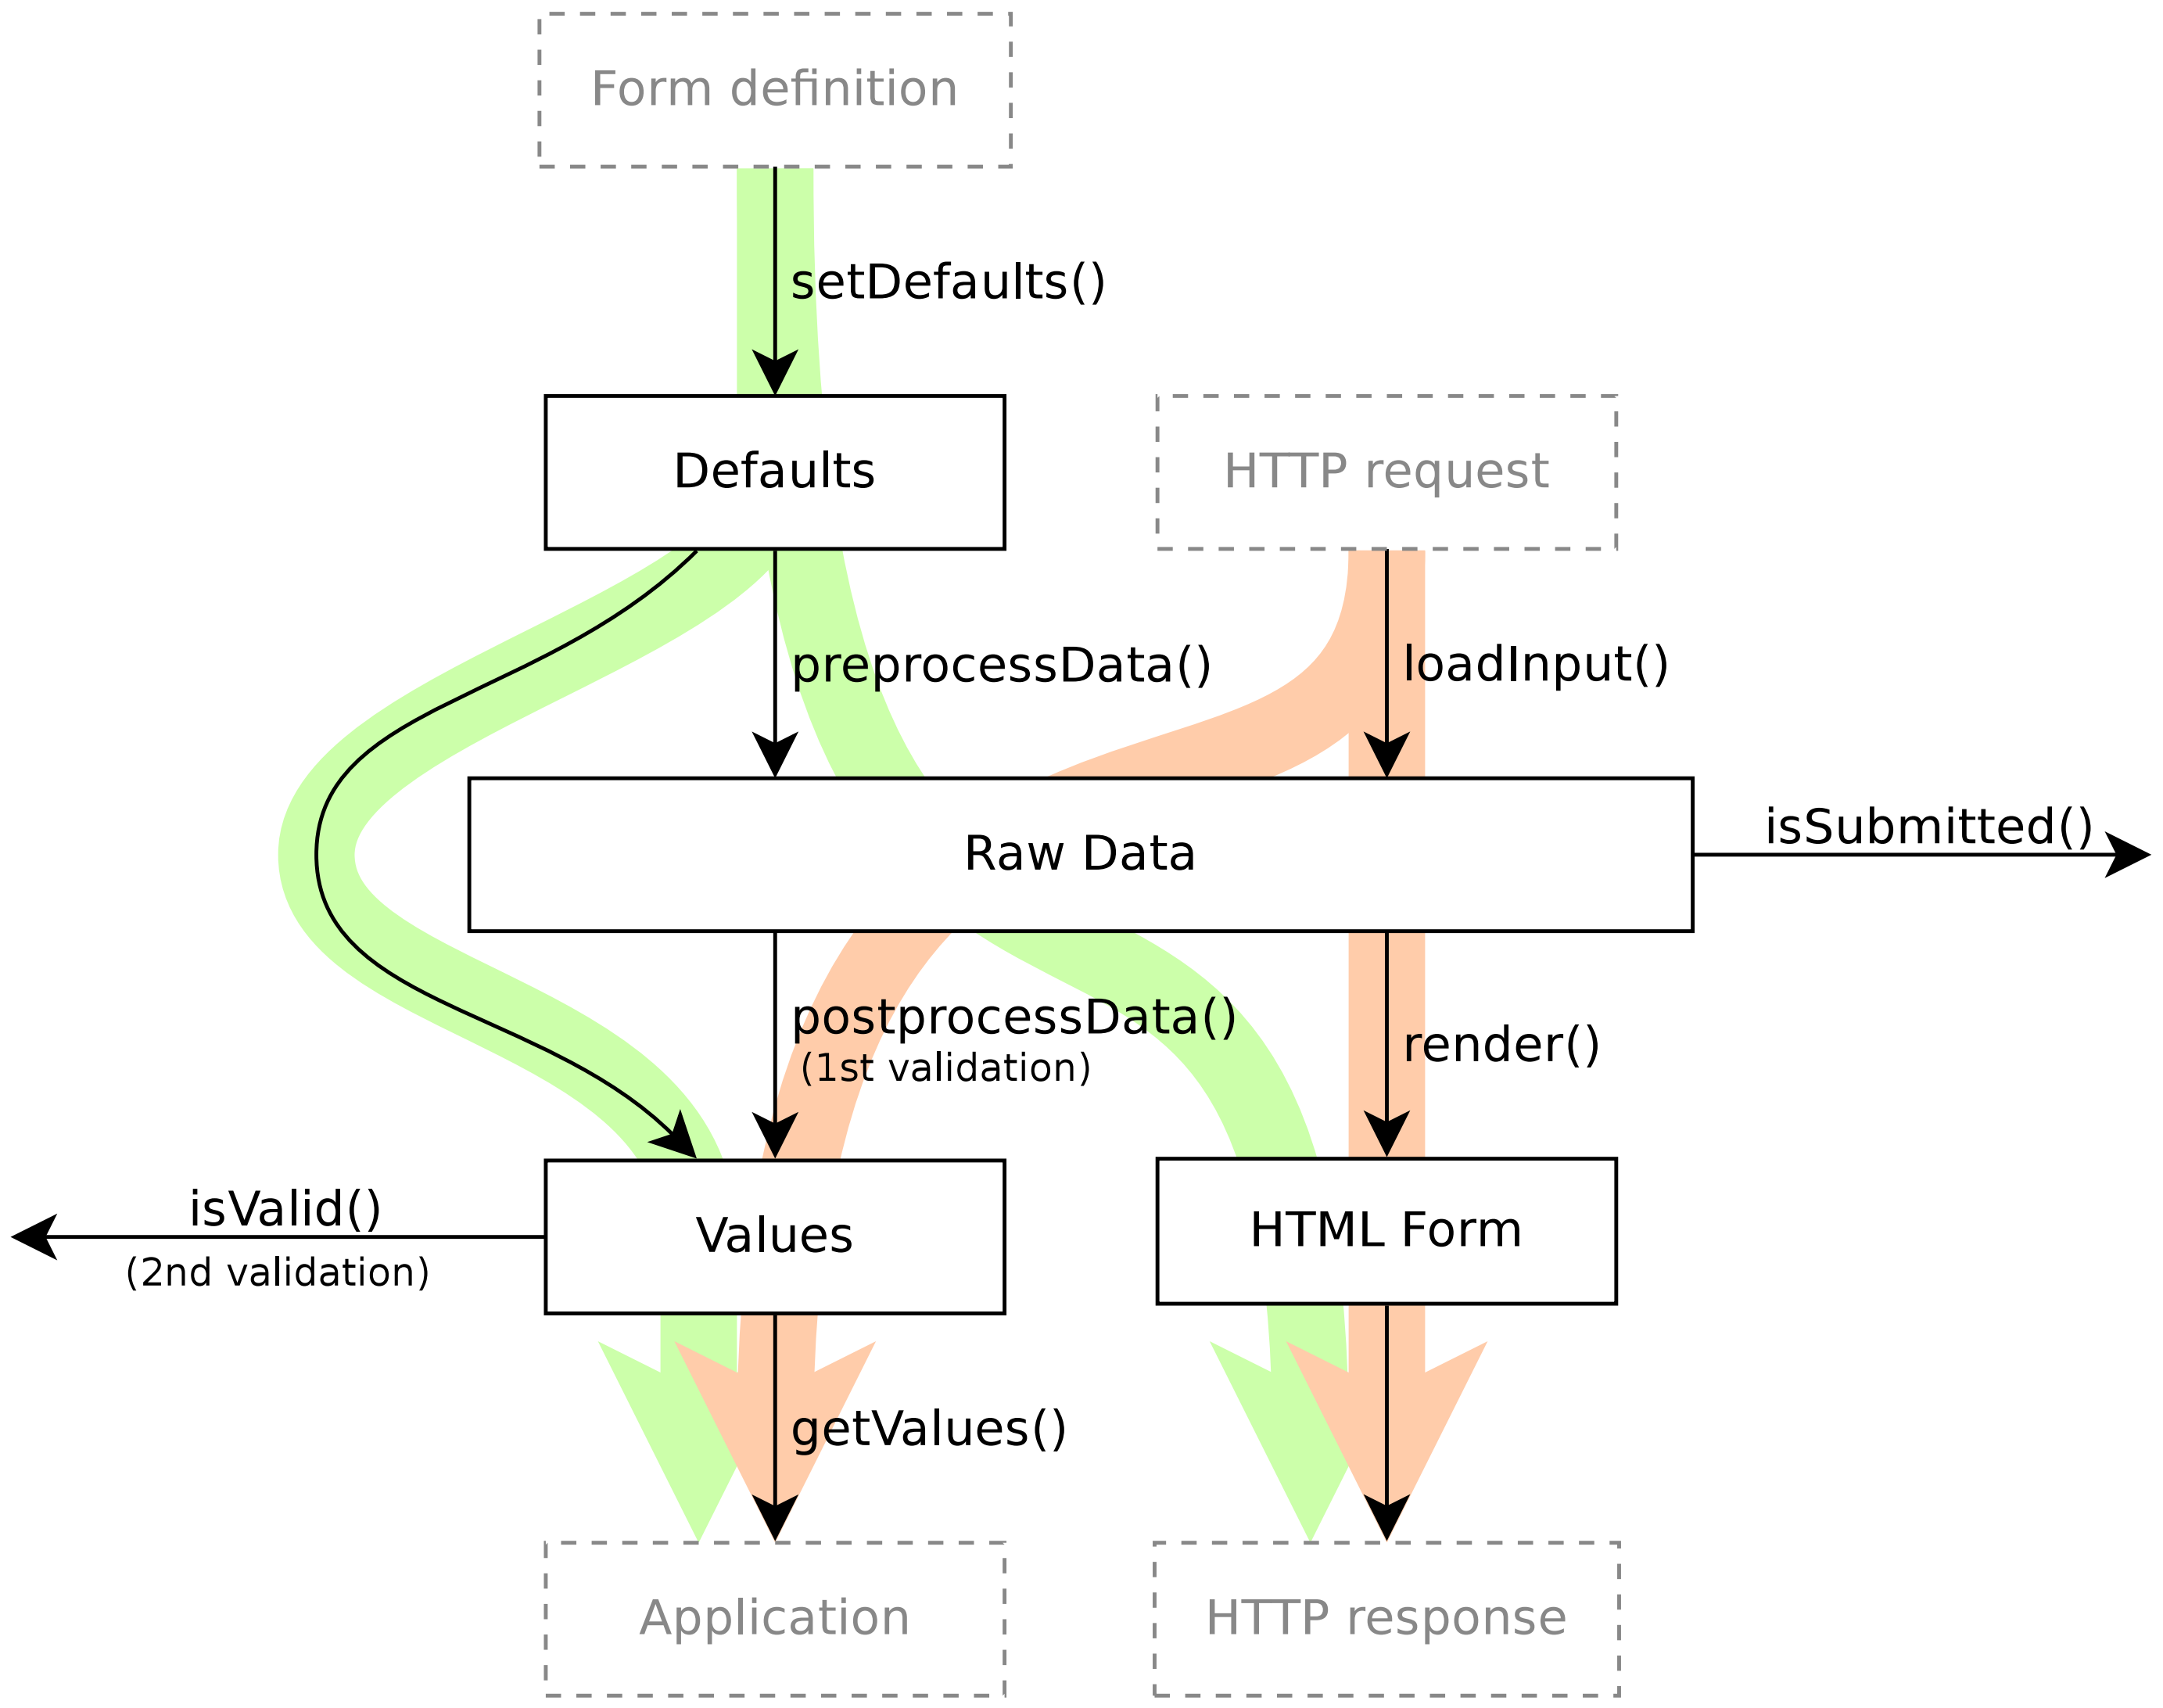 Form definition
setDefaults()
Defaults
HTTP request
preprocessData()
loadInput()
Raw Data
isSubmitted()
postprocessData()
(1st validation)
render()
isValid()
(2nd validation)
Values
HTML Form
getValues()
Application
HTTP response